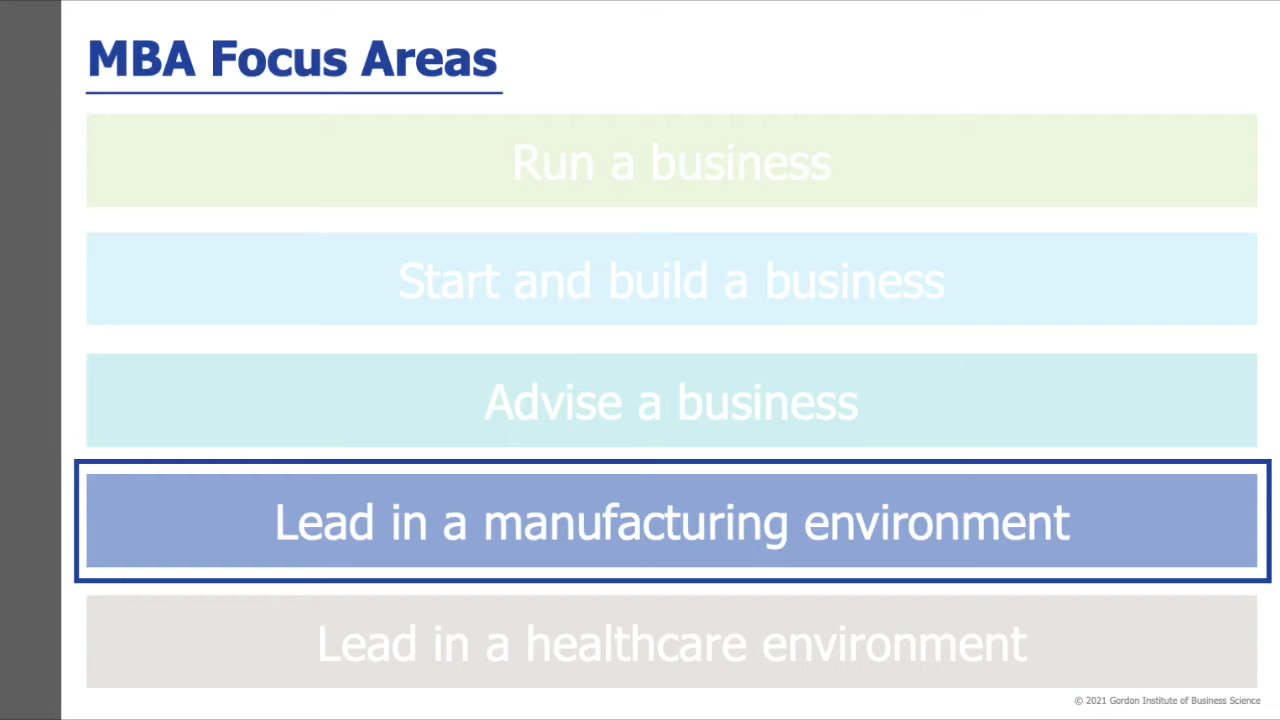 MBA Focus Areas
Run a business
Start and build a business
Advise a business
Lead in a manufacturing environment
Lead in a healthcare environment
© 2021 Gordon Institute of Business Science